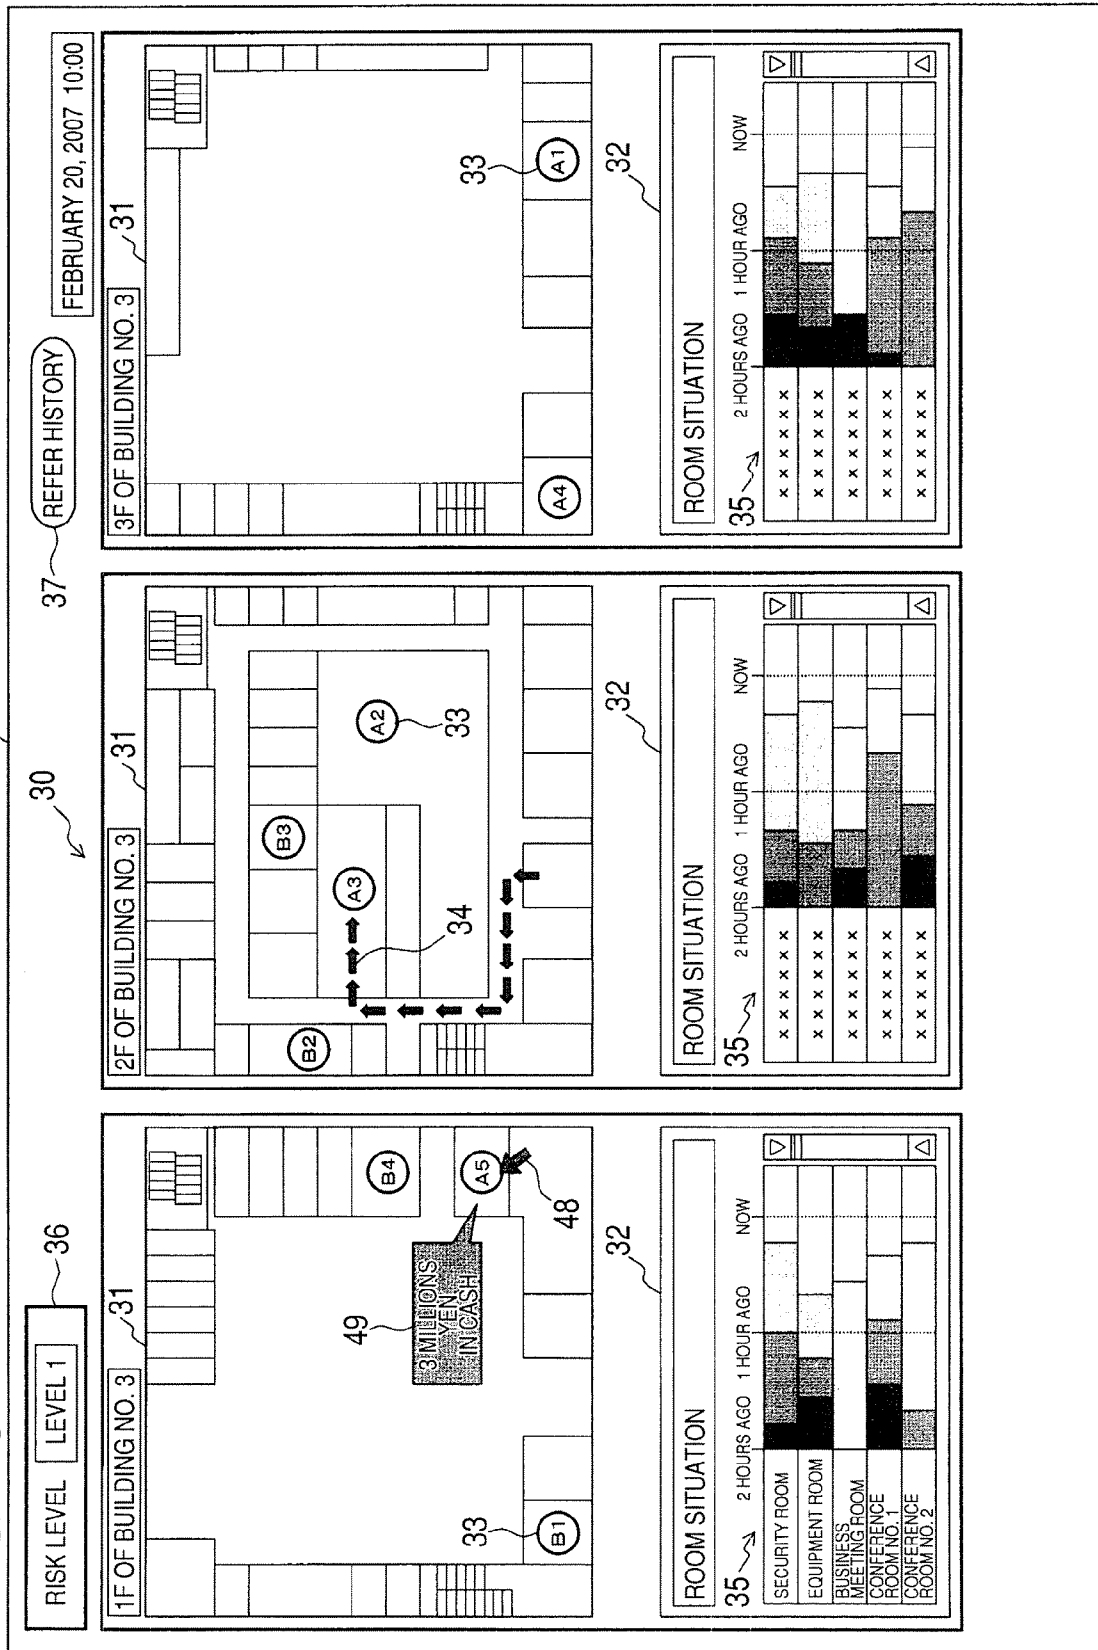 RISK LEVEL LEVEL 1
36
30
37
REFER HISTORY
FEBRUARY 20, 2007 10:00
1F OF BUILDING NO. 3
31
B4
A5
48
49
3 MILLIONS
YEN
IN CASH
33
B1
32
ROOM SITUATION
35
2 HOURS AGO 1 HOUR AGO NOW
SECURITY ROOM
EQUIPMENT ROOM
BUSINESS
MEETING ROOM
CONFERENCE
ROOM NO. 1
CONFERENCE
ROOM NO. 2
2F OF BUILDING NO. 3
31
B3
A2
33
B2
A3
34
32
ROOM SITUATION
35
2 HOURS AGO 1 HOUR AGO NOW
× × × × ×
× × × × ×
× × × × ×
× × × × ×
× × × × ×
3F OF BUILDING NO. 3
31
33
A4
A1
32
ROOM SITUATION
35
2 HOURS AGO 1 HOUR AGO NOW
× × × × ×
× × × × ×
× × × × ×
× × × × ×
× × × × ×